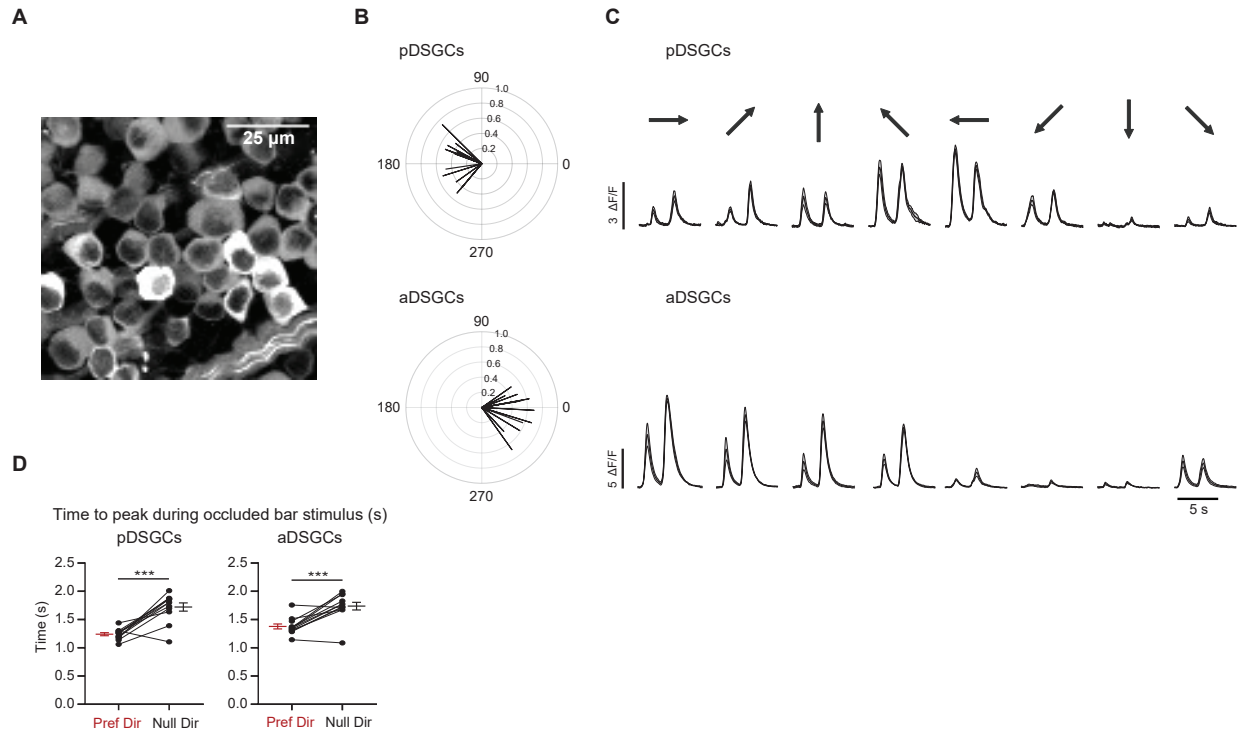 A
B
C
25 µm
pDSGCs
90
1.0
0.8
0.6
0.4
0.2
180
0
270
pDSGCs
3 ΔF/F
aDSGCs
90
1.0
0.8
0.6
0.4
0.2
180
0
270
aDSGCs
5 ΔF/F
5 s
D
Time to peak during occluded bar stimulus (s)
pDSGCs
aDSGCs
Time (s)
2.5
2.0
1.5
1.0
0.5
0.0
***
Pref Dir Null Dir
2.5
2.0
1.5
1.0
0.5
0.0
***
Pref Dir Null Dir